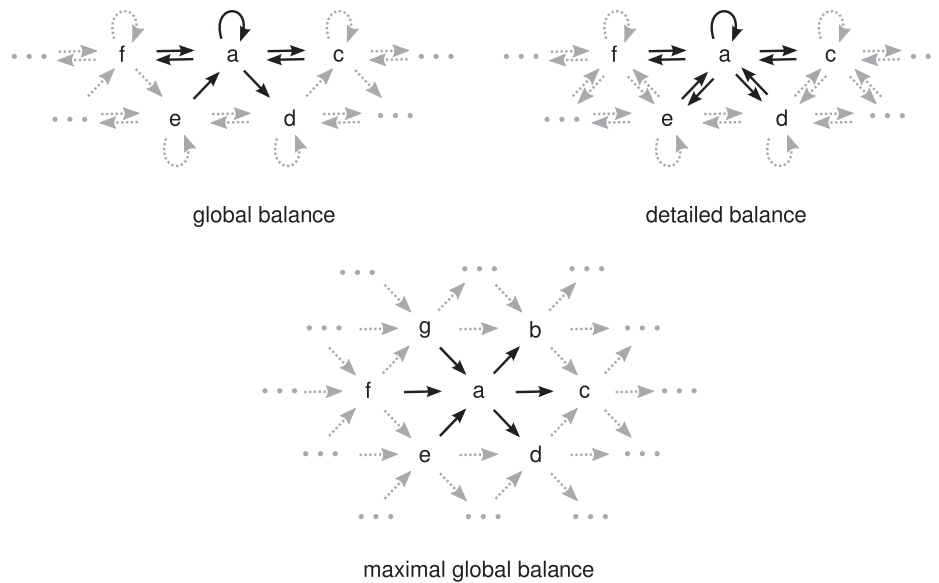 f a c
e d
global balance
f a c
e d
detailed balance
g b
f a c
e d
maximal global balance